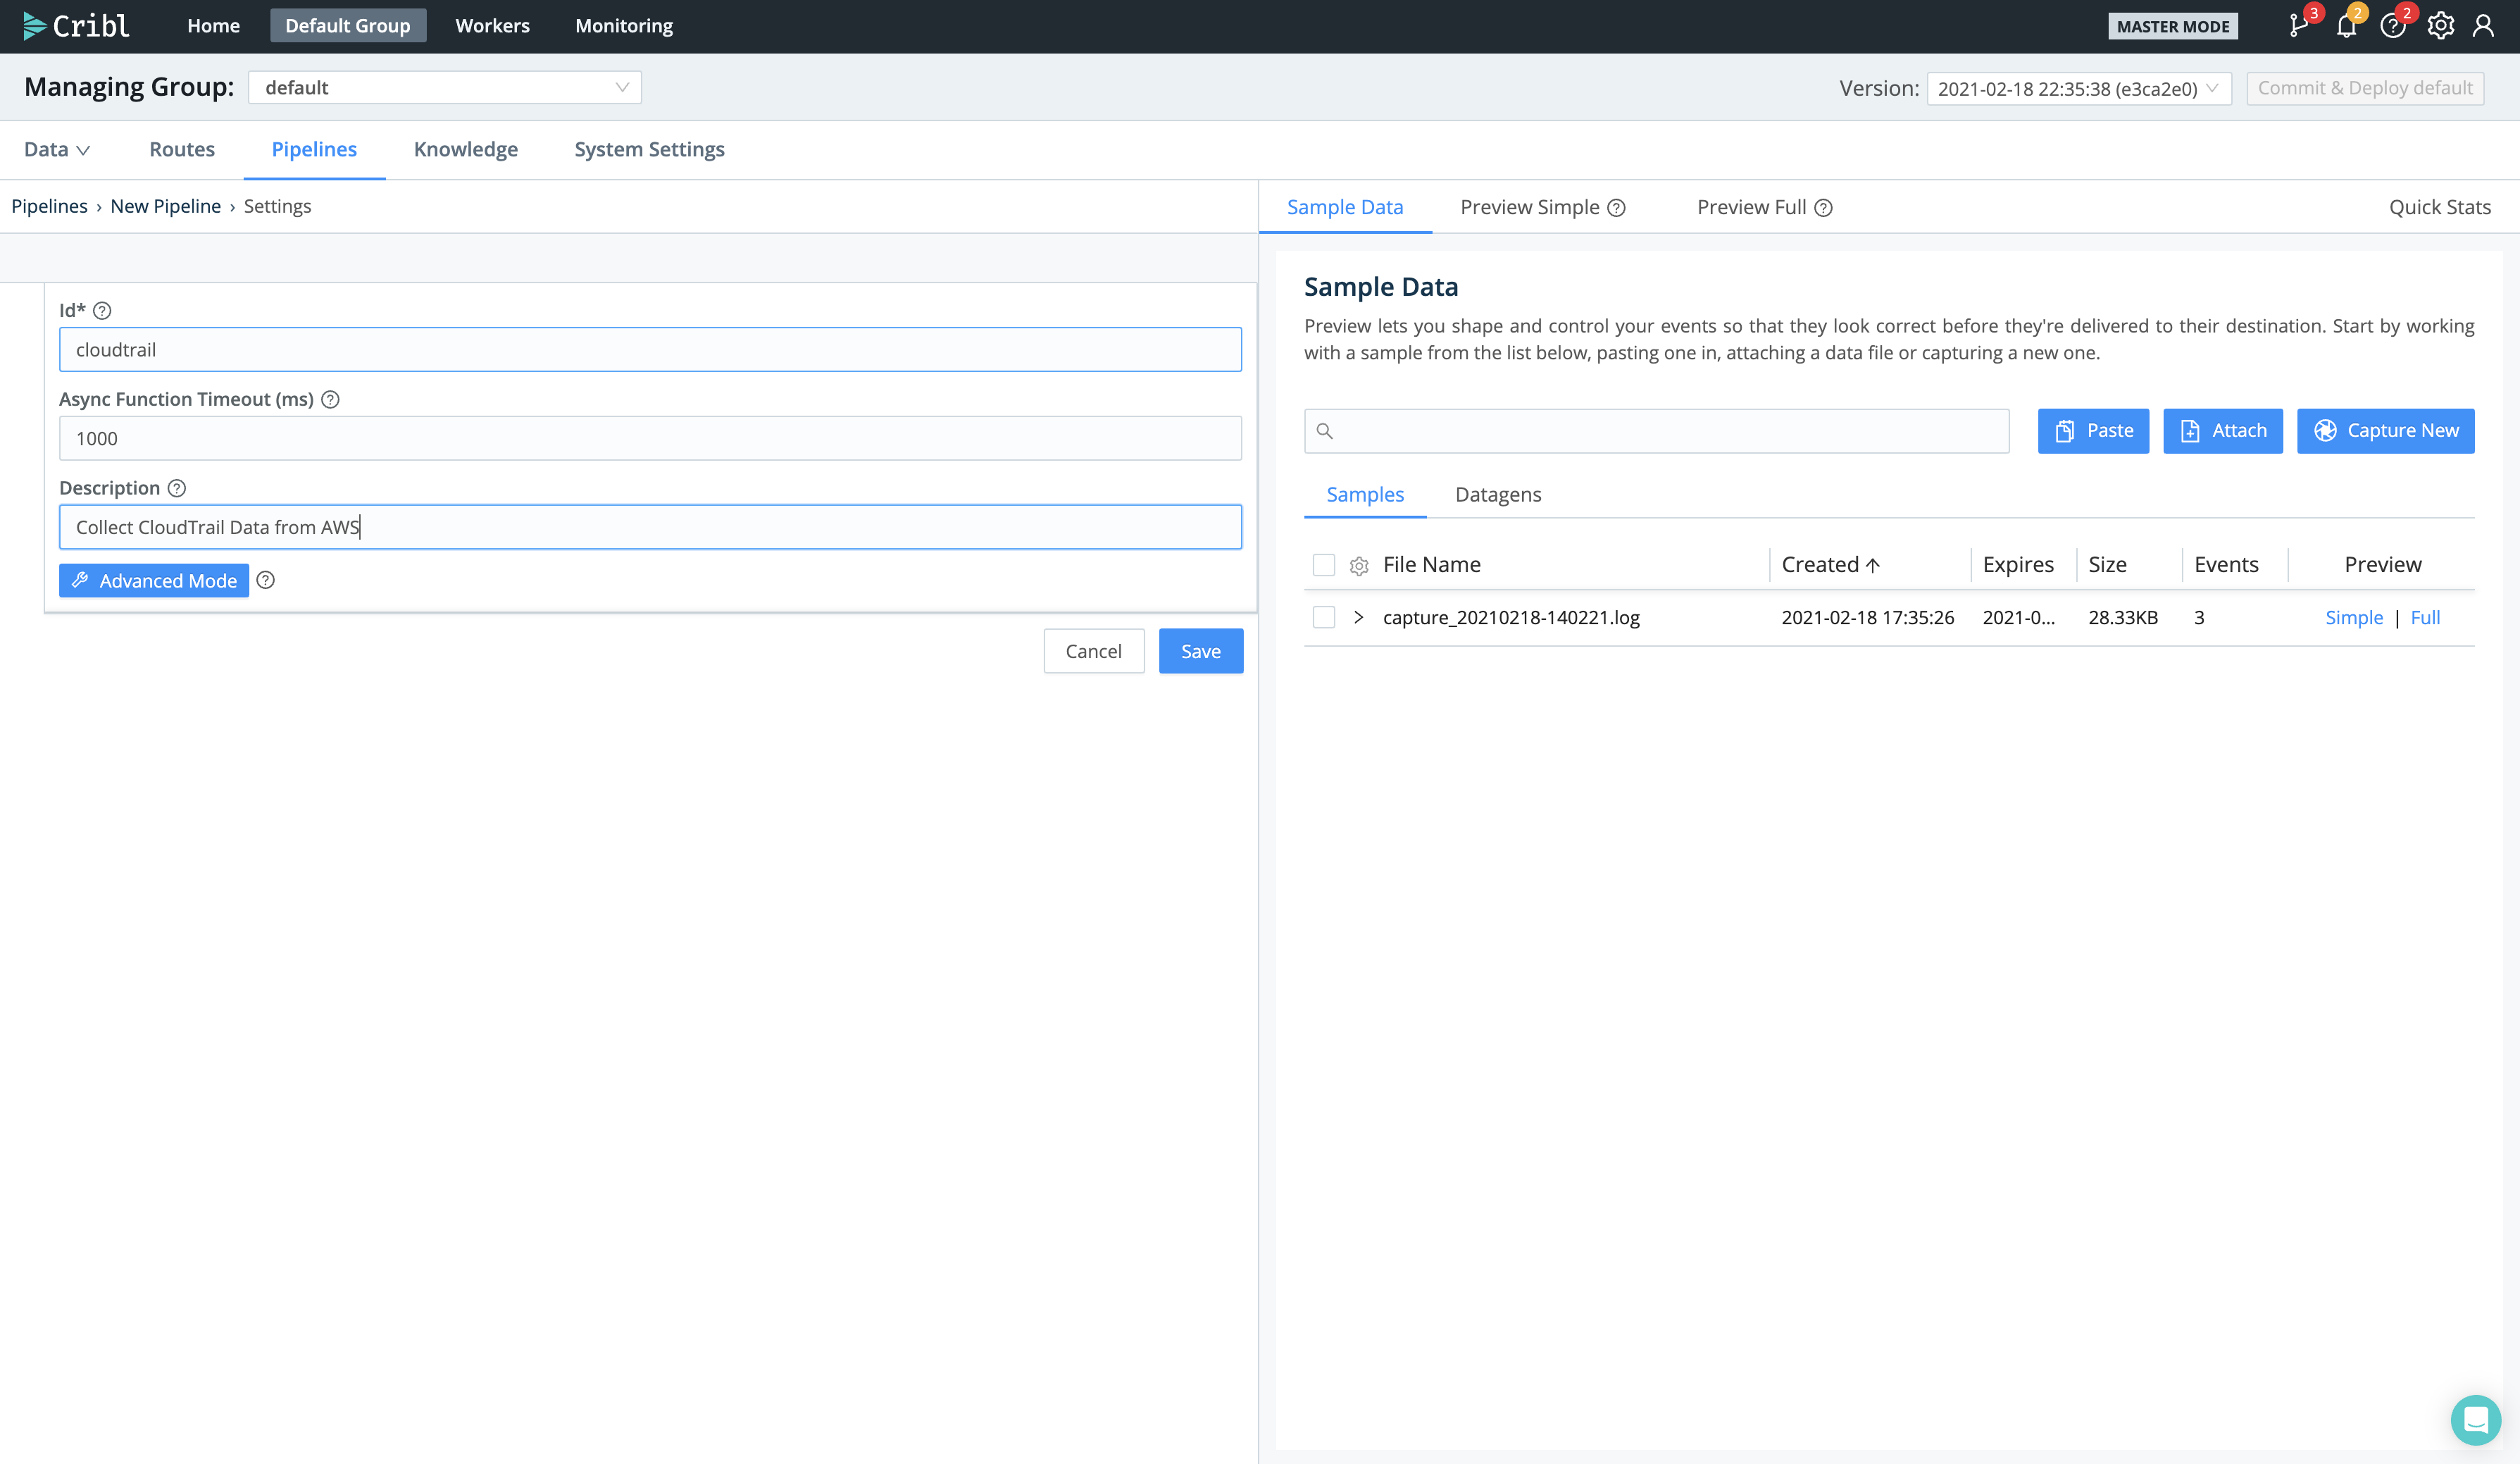 Cribl Home Default Group Workers Monitoring MASTER MODE 3 2 2
Managing Group: default Version: 2021-02-18 22:35:38 (e3ca2e0) Commit & Deploy default
Data Routes Pipelines Knowledge System Settings
Pipelines › New Pipeline › Settings
Id*
cloudtrail
Async Function Timeout (ms)
1000
Description
Collect CloudTrail Data from AWS
Advanced Mode
Cancel Save
Sample Data Preview Simple Preview Full Quick Stats
Sample Data
Preview lets you shape and control your events so that they look correct before they're delivered to their destination. Start by working
with a sample from the list below, pasting one in, attaching a data file or capturing a new one.
Paste Attach Capture New
Samples Datagens
File Name Created Expires Size Events Preview
capture_20210218-140221.log 2021-02-18 17:35:26 2021-0... 28.33KB 3 Simple | Full